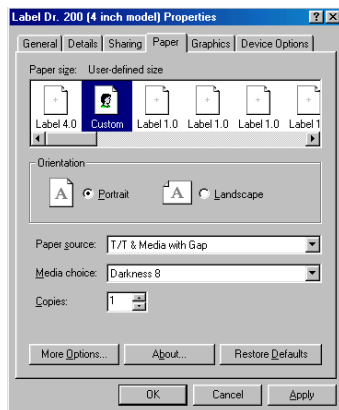 Label Dr. 200 (4 inch model) Properties
General Details Sharing Paper Graphics Device Options
Paper size: User-defined size
Label 4.0 Custom Label 1.0 Label 1.0 Label 1.0 Label 1
Orientation
A Portrait A Landscape
Paper source: T/T & Media with Gap
Media choice: Darkness 8
Copies: 1
More Options... About... Restore Defaults
OK Cancel Apply